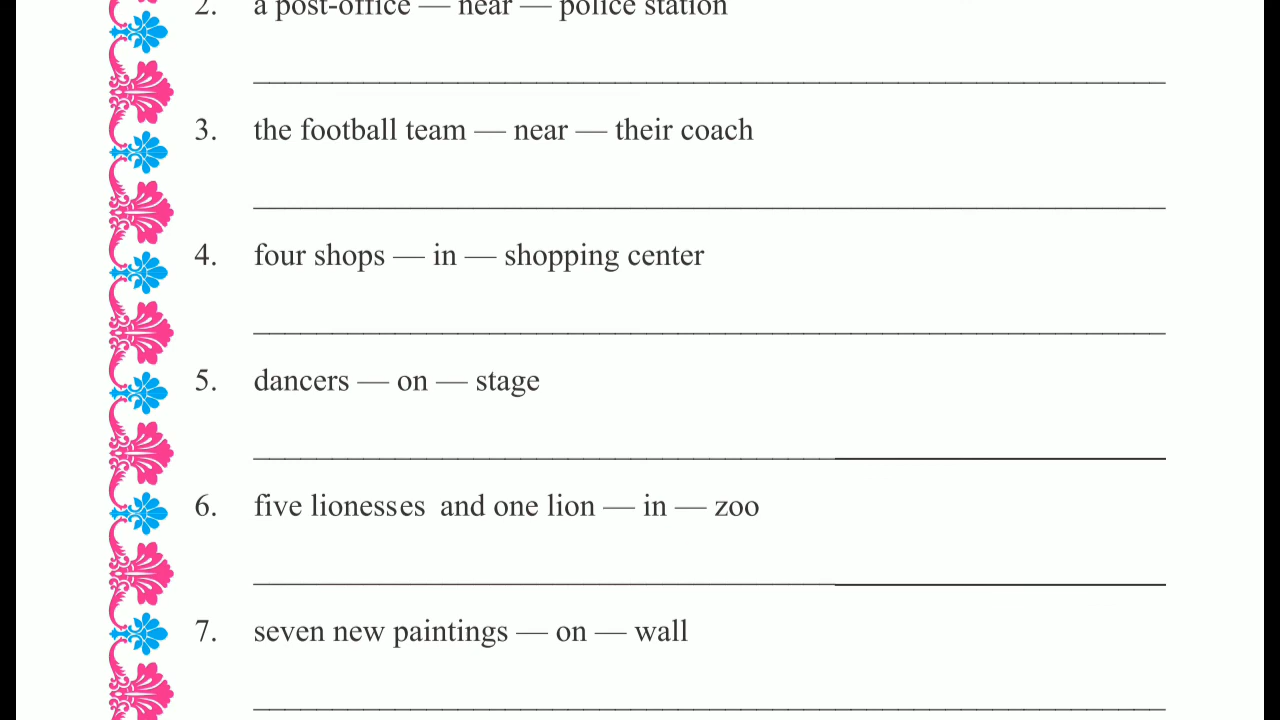 2. a post-office — near — police station
3. the football team — near — their coach
4. four shops — in — shopping center
5. dancers — on — stage
6. five lionesses and one lion — in — zoo
7. seven new paintings — on — wall